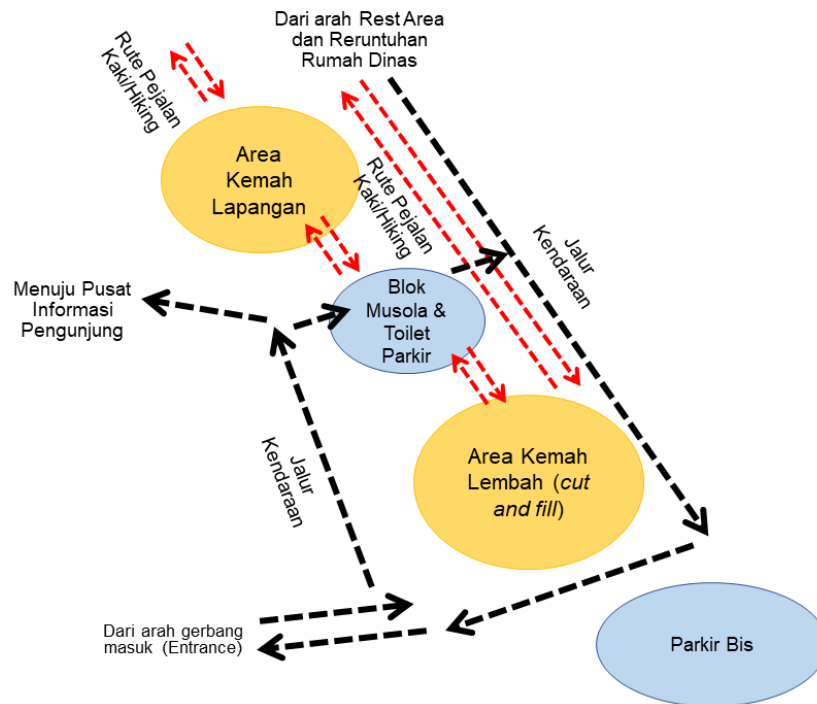 Dari arah Rest Area
dan Reruntuhan
Rumah Dinas
Rute Pejalan
Kaki/Hiking
Area
Kemah
Lapangan
Rute Pejalan
Kaki/Hiking
Jalur
Kendaraan
Menuju Pusat
Informasi
Pengunjung
Blok
Musola &
Toilet
Parkir
Jalur
Kendaraan
Area Kemah
Lembah (cut
and fill)
Dari arah gerbang
masuk (Entrance)
Parkir Bis